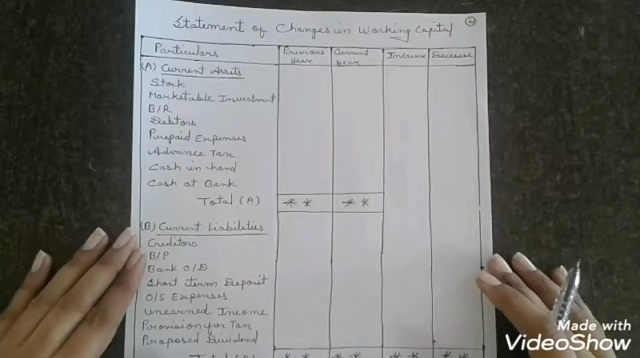 Statement of Changes in Working Capital
Particulars Previous Year Current Year Increase Decrease
(A) Current Assets
Stock
Marketable Investment
B/R
Debtors
Prepaid Expenses
Advance Tax
Cash in hand
Cash at Bank
Total (A) ** **
(B) Current Liabilities
Creditors
B/P
Bank O/D
Short term Deposit
O/S Expenses
Unearned Income
Provision for Tax
Proposed Dividend
Total (B) ** ** ** **
Made with
VideoShow